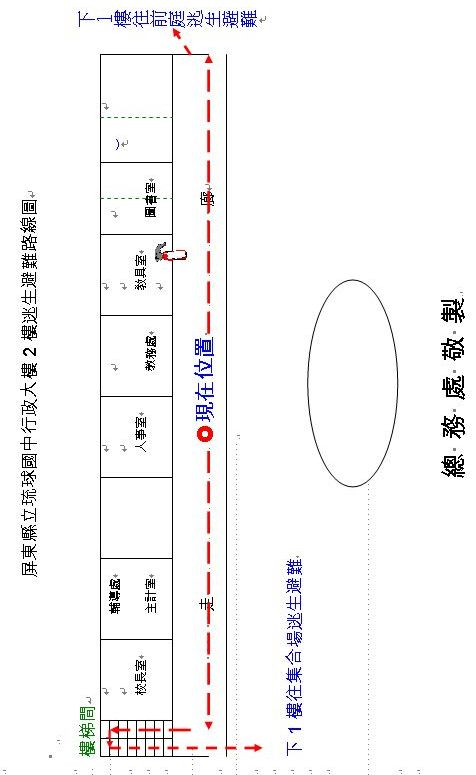 屏東縣立琉球國中行政大樓 2 樓逃生避難路線圖
樓梯間
校長室
輔導處
主計室
人事室
教務處
教具室
圖書室
下 1 樓往前庭逃生避難
走
現在位置
廊
下 1 樓往集合場逃生避難
總 務 處 敬 製